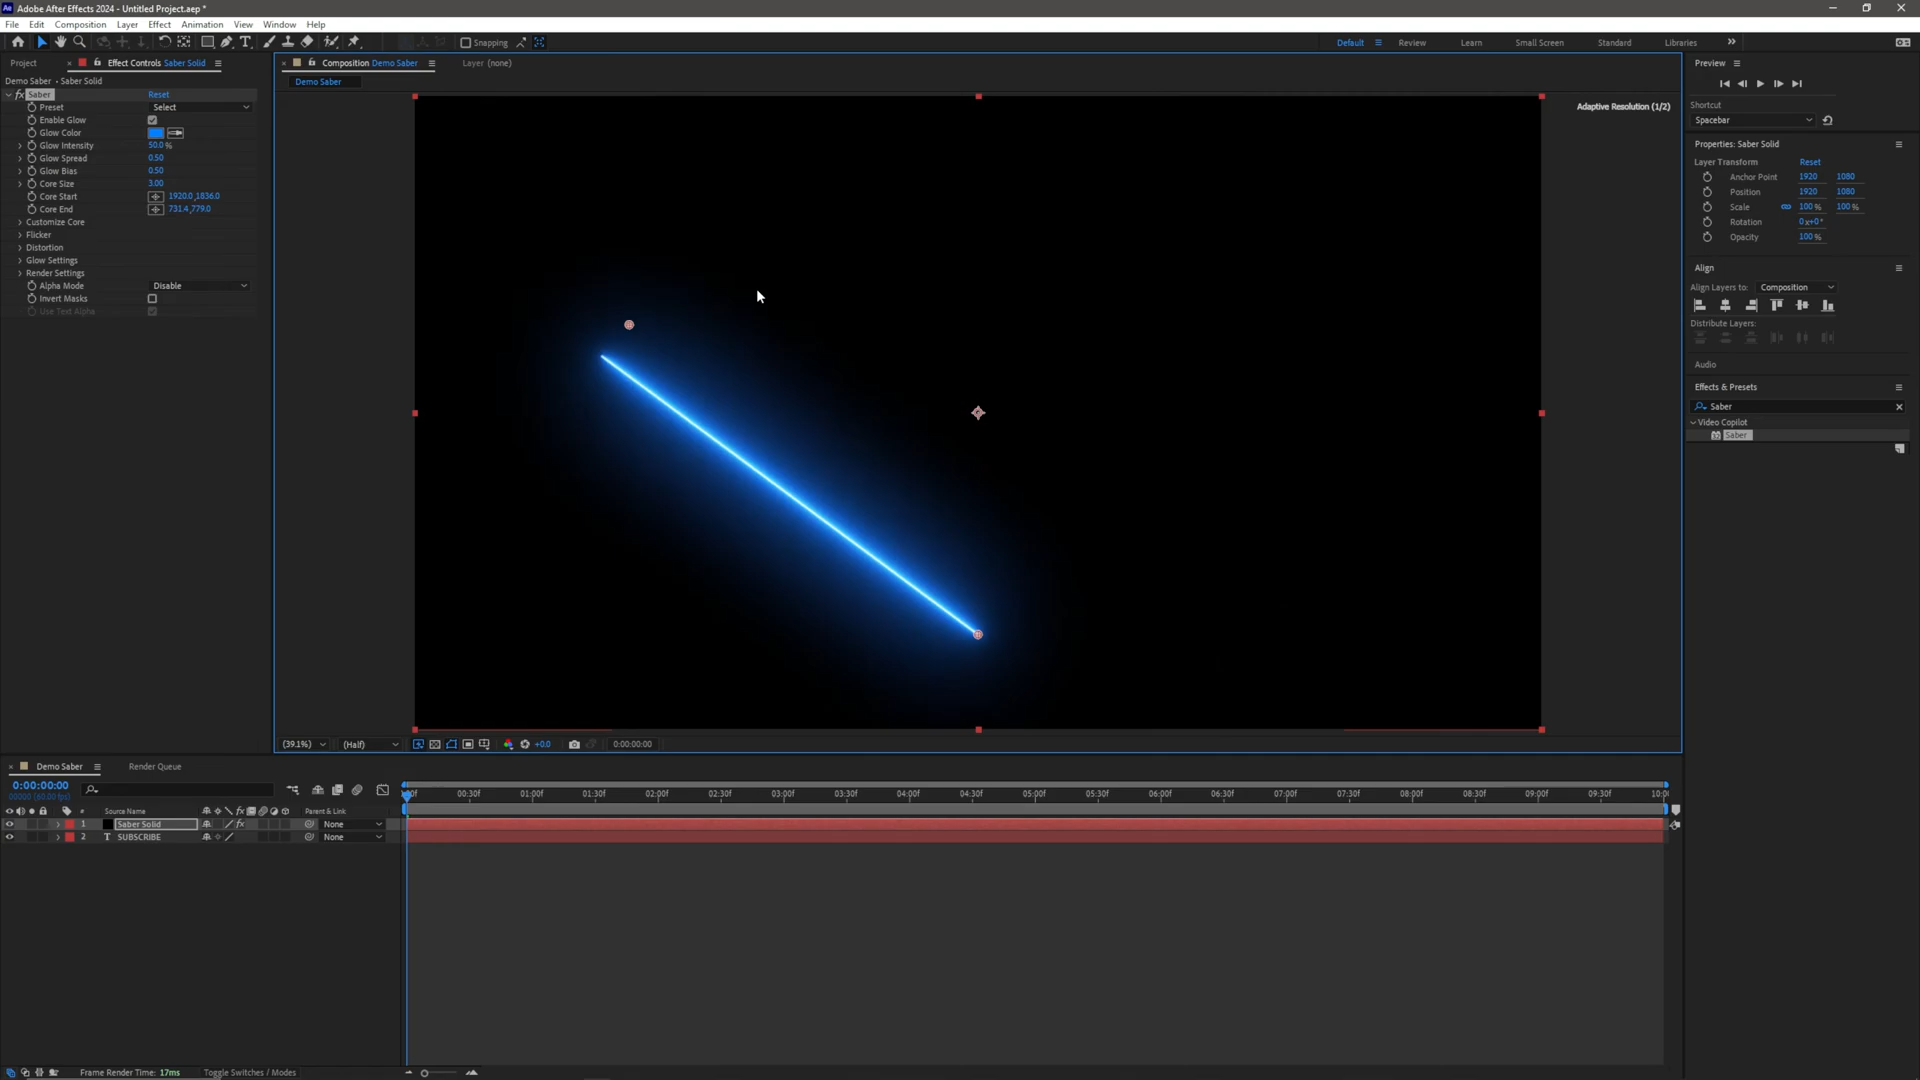 Adobe After Effects 2024 - Untitled Project.aep *
File Edit Composition Layer Effect Animation View Window Help
Snapping Default Review Learn Small Screen Standard Libraries
Project Effect Controls Saber Solid
Demo Saber • Saber Solid
fx Saber Reset
Preset Select
Enable Glow
Glow Color
Glow Intensity 50.0 %
Glow Spread 0.50
Glow Bias 0.50
Core Size 3.00
Core Start 1920.0,1836.0
Core End 731.4,779.0
Customize Core
Flicker
Distortion
Glow Settings
Render Settings
Alpha Mode Disable
Invert Masks
Use Text Alpha
Composition Demo Saber Layer (none)
Demo Saber
Adaptive Resolution (1/2)
(39.1%) (Half) +0.0 0:00:00:00
Preview
Shortcut
Spacebar
Properties: Saber Solid
Layer Transform Reset
Anchor Point 1920 1080
Position 1920 1080
Scale 100 % 100 %
Rotation 0x+0°
Opacity 100 %
Align
Align Layers to: Composition
Distribute Layers:
Audio
Effects & Presets
Saber
Video Copilot
Saber
Demo Saber Render Queue
0:00:00:00
00000 (60.00 fps)
# Source Name Parent & Link
1 Saber Solid fx None
2 T SUBSCRIBE None
00:30f 01:00f 01:30f 02:00f 02:30f 03:00f 03:30f 04:00f 04:30f 05:00f 05:30f 06:00f 06:30f 07:00f 07:30f 08:00f 08:30f 09:00f 09:30f
Frame Render Time: 17ms Toggle Switches / Modes